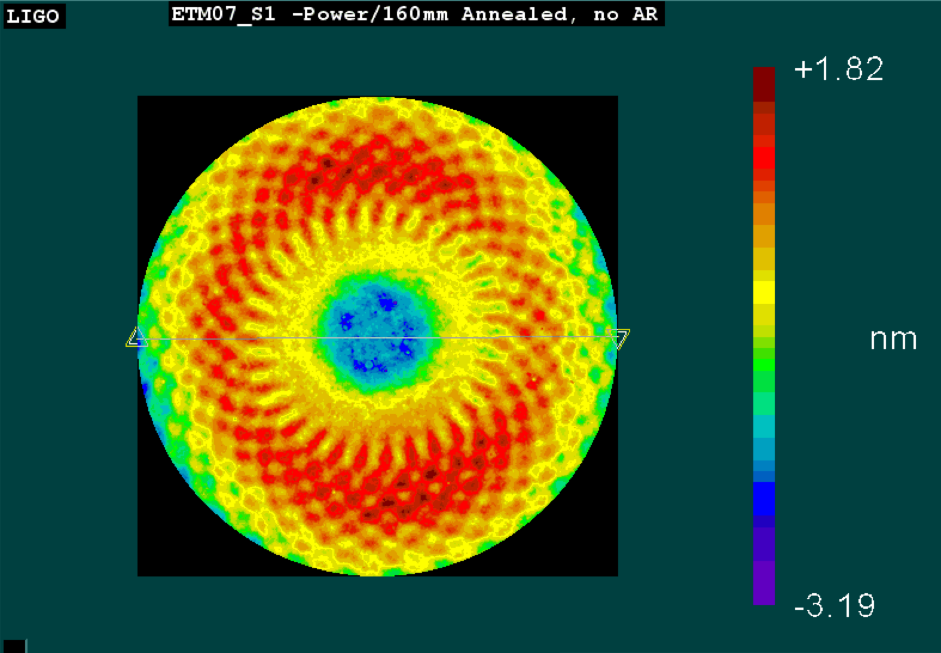 LIGO
ETM07_S1 -Power/160mm Annealed, no AR
+1.82
nm
-3.19